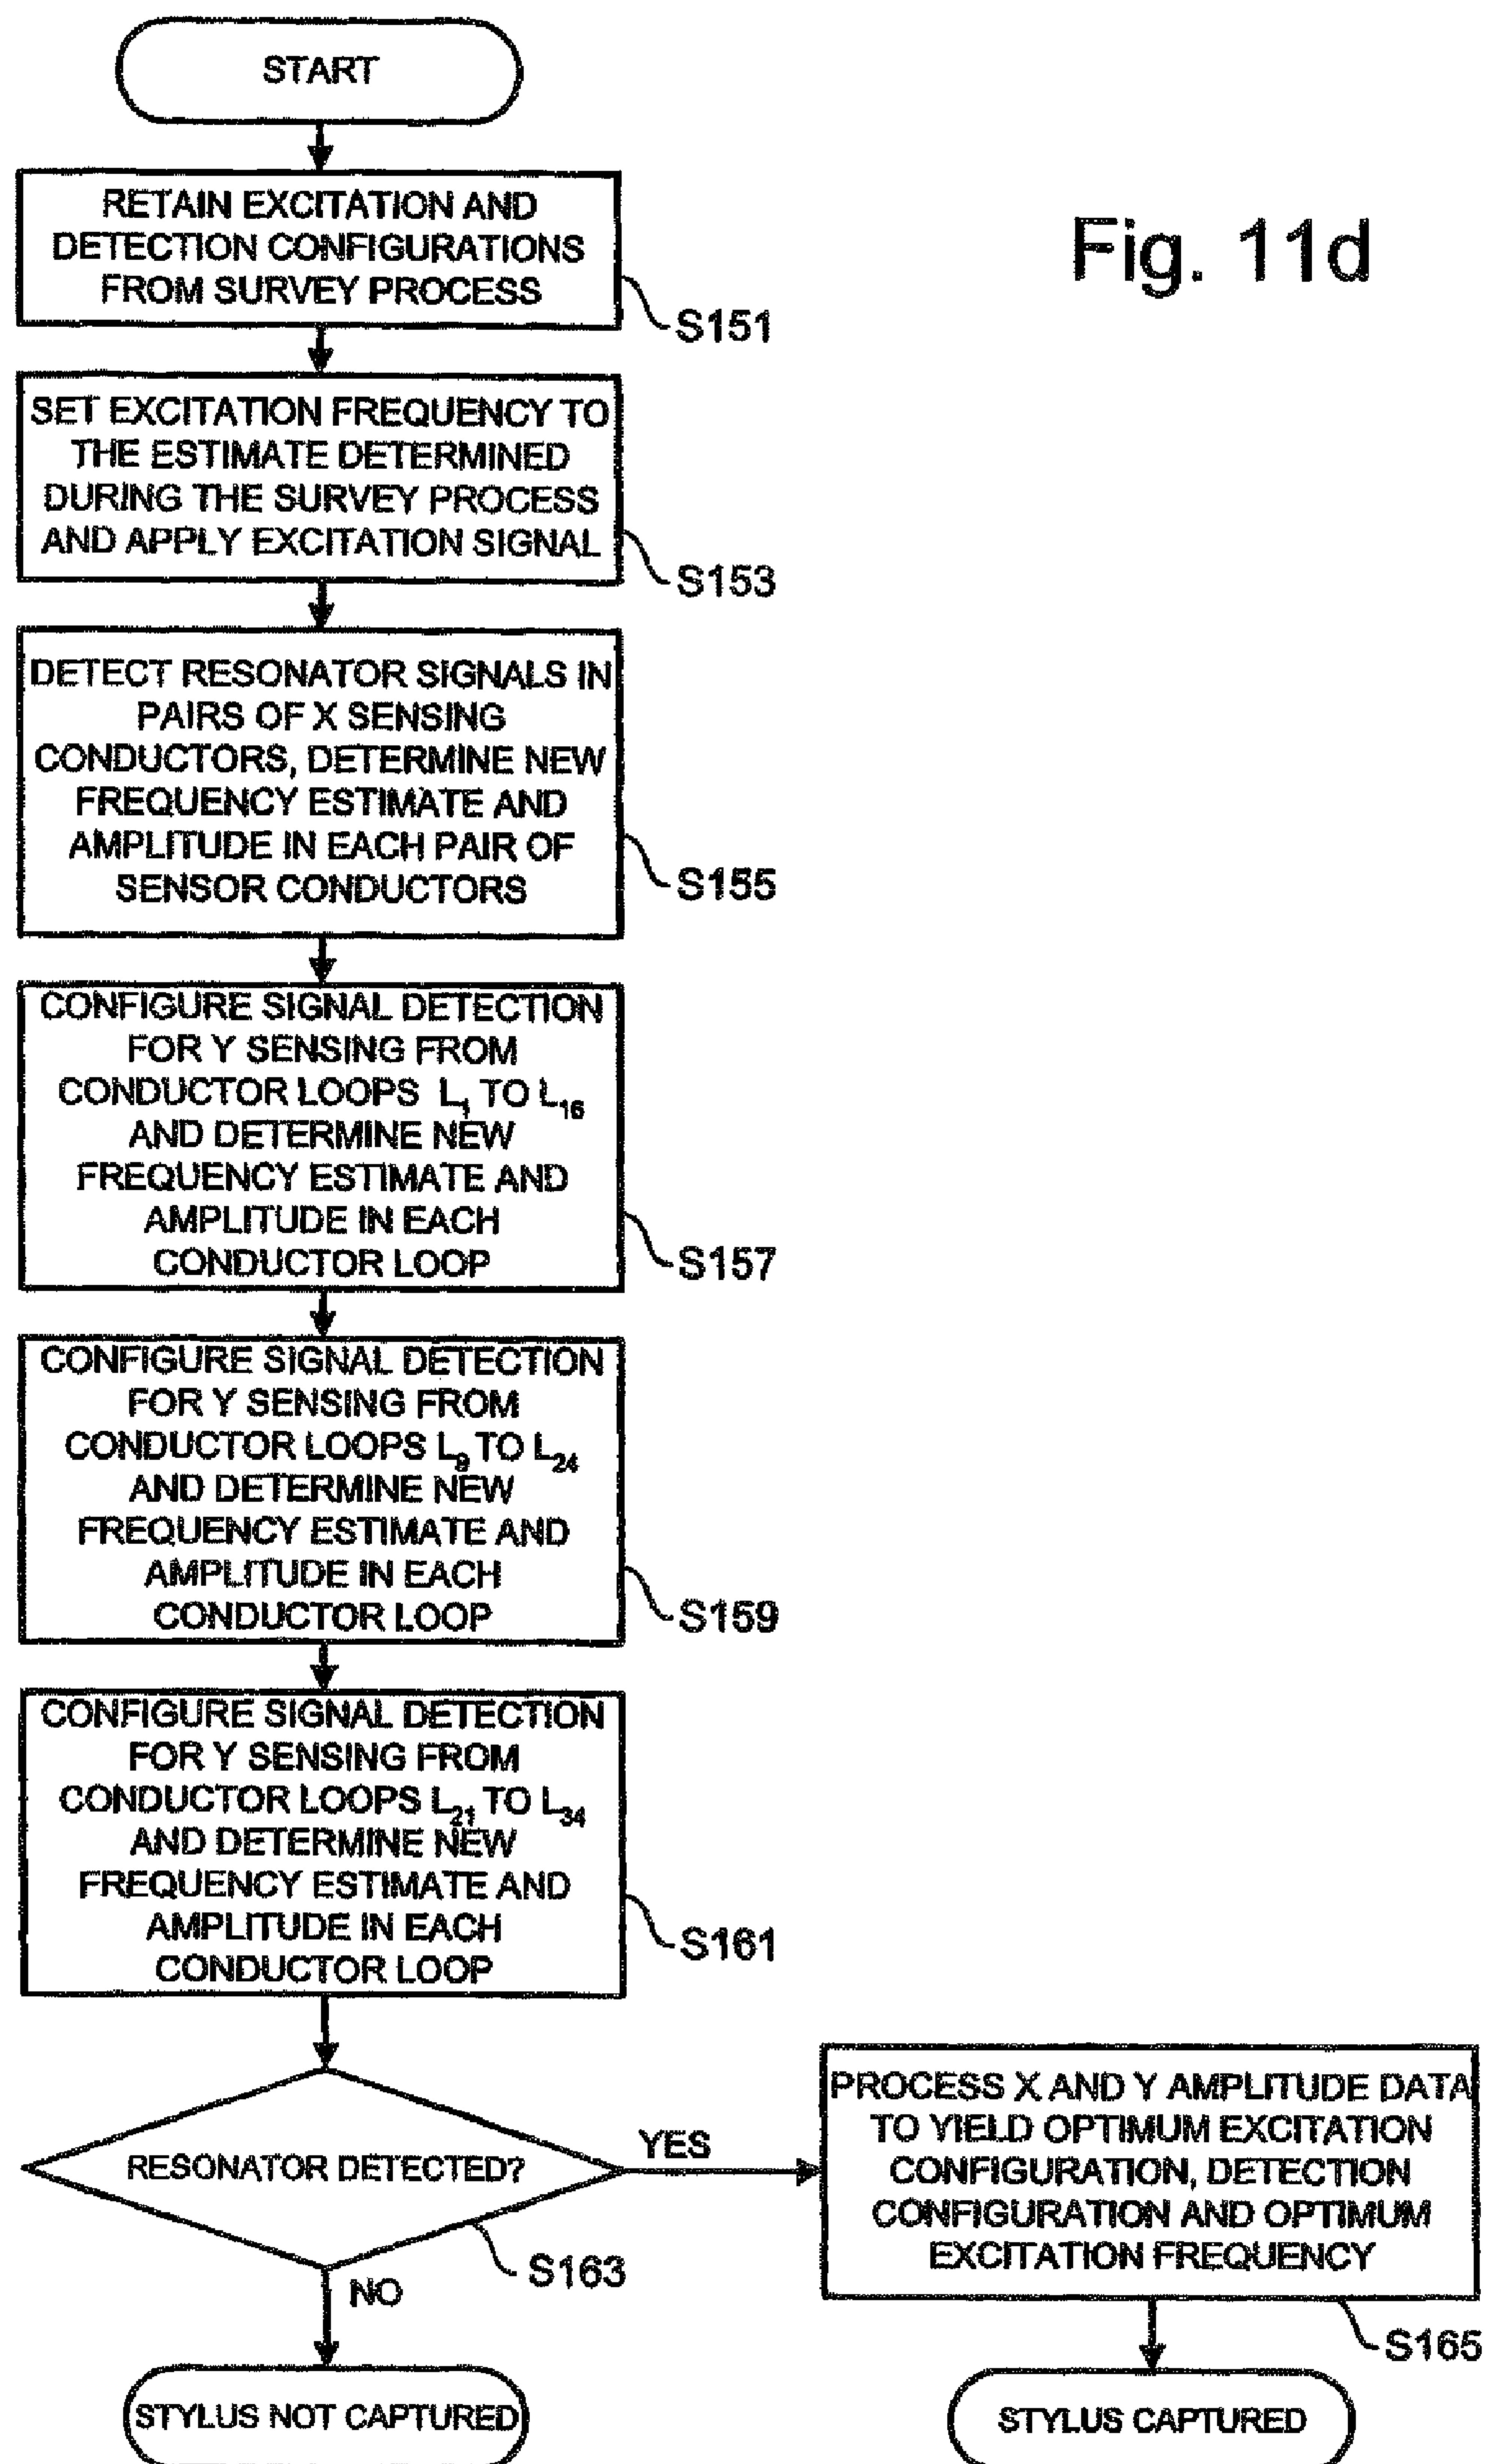 START
Fig. 11d
RETAIN EXCITATION AND
DETECTION CONFIGURATIONS
FROM SURVEY PROCESS
S151
SET EXCITATION FREQUENCY TO
THE ESTIMATE DETERMINED
DURING THE SURVEY PROCESS
AND APPLY EXCITATION SIGNAL
S153
DETECT RESONATOR SIGNALS IN
PAIRS OF X SENSING
CONDUCTORS, DETERMINE NEW
FREQUENCY ESTIMATE AND
AMPLITUDE IN EACH PAIR OF
SENSOR CONDUCTORS
S155
CONFIGURE SIGNAL DETECTION
FOR Y SENSING FROM
CONDUCTOR LOOPS L₁ TO L₁₆
AND DETERMINE NEW
FREQUENCY ESTIMATE AND
AMPLITUDE IN EACH
CONDUCTOR LOOP
S157
CONFIGURE SIGNAL DETECTION
FOR Y SENSING FROM
CONDUCTOR LOOPS L₉ TO L₂₄
AND DETERMINE NEW
FREQUENCY ESTIMATE AND
AMPLITUDE IN EACH
CONDUCTOR LOOP
S159
CONFIGURE SIGNAL DETECTION
FOR Y SENSING FROM
CONDUCTOR LOOPS L₂₁ TO L₃₄
AND DETERMINE NEW
FREQUENCY ESTIMATE AND
AMPLITUDE IN EACH
CONDUCTOR LOOP
S161
RESONATOR DETECTED?
S163
YES
NO
PROCESS X AND Y AMPLITUDE DATA
TO YIELD OPTIMUM EXCITATION
CONFIGURATION, DETECTION
CONFIGURATION AND OPTIMUM
EXCITATION FREQUENCY
S165
STYLUS NOT CAPTURED
STYLUS CAPTURED